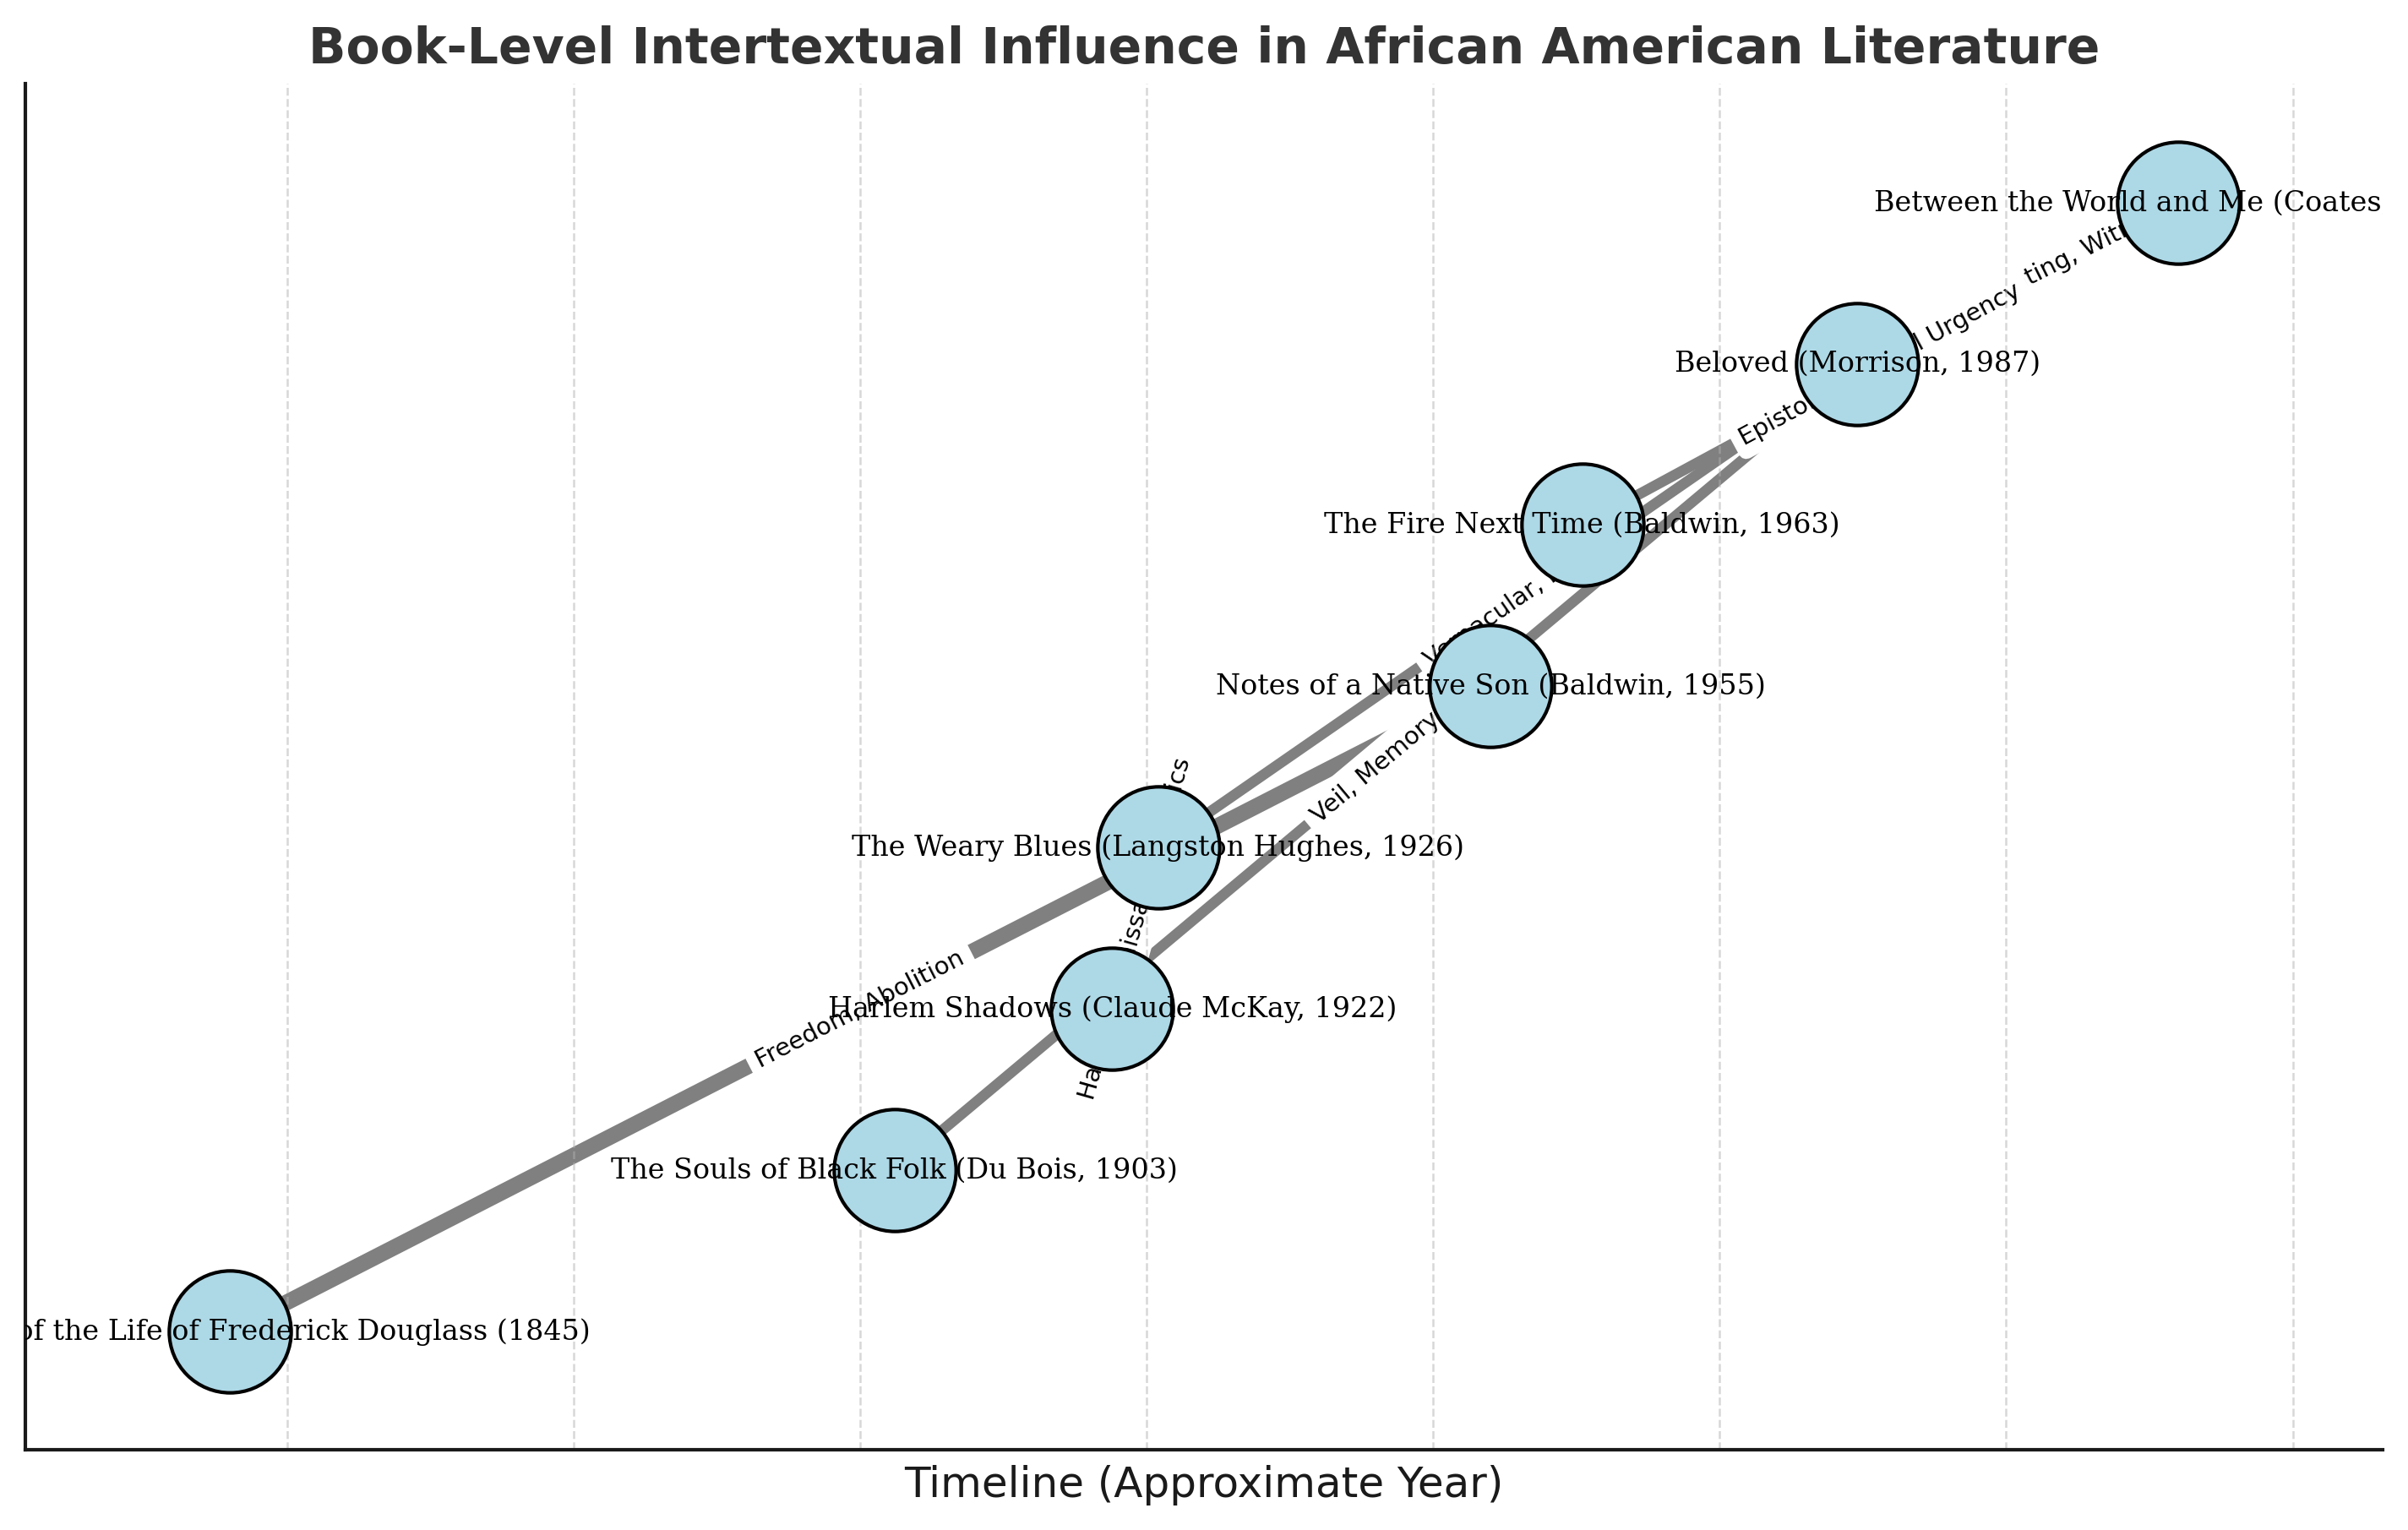 Book-Level Intertextual Influence in African American Literature
Between the World and Me (Coates
ting, Wit
l Urgency
Beloved (Morrison, 1987)
Episto
The Fire Next Time (Baldwin, 1963)
Vernacular,
Notes of a Native Son (Baldwin, 1955)
Veil, Memory
ics
The Weary Blues (Langston Hughes, 1926)
issa
Freedom, Abolition
Harlem Shadows (Claude McKay, 1922)
Ha
The Souls of Black Folk (Du Bois, 1903)
of the Life of Frederick Douglass (1845)
Timeline (Approximate Year)